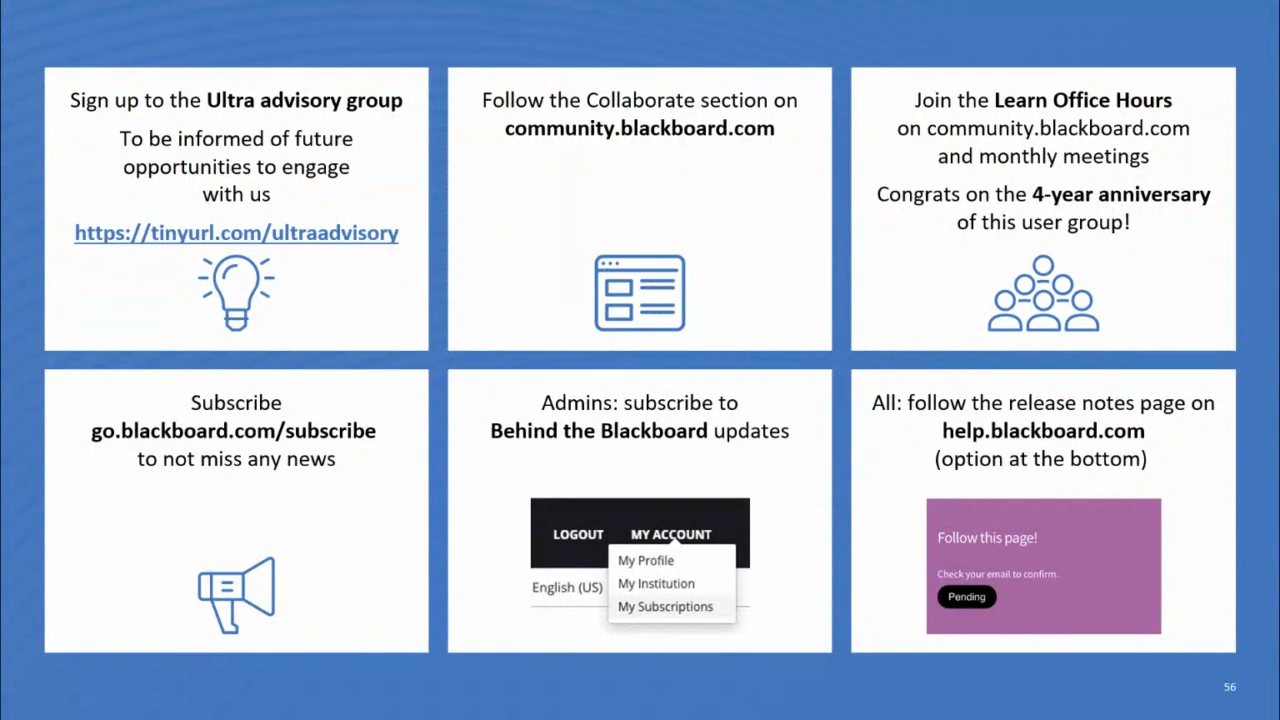 Sign up to the Ultra advisory group
To be informed of future
opportunities to engage
with us
https://tinyurl.com/ultraadvisory
Follow the Collaborate section on
community.blackboard.com
Join the Learn Office Hours
on community.blackboard.com
and monthly meetings
Congrats on the 4-year anniversary
of this user group!
Subscribe
go.blackboard.com/subscribe
to not miss any news
Admins: subscribe to
Behind the Blackboard updates
LOGOUT MY ACCOUNT
My Profile
English (US) My Institution
My Subscriptions
All: follow the release notes page on
help.blackboard.com
(option at the bottom)
Follow this page!
Check your email to confirm.
Pending
56